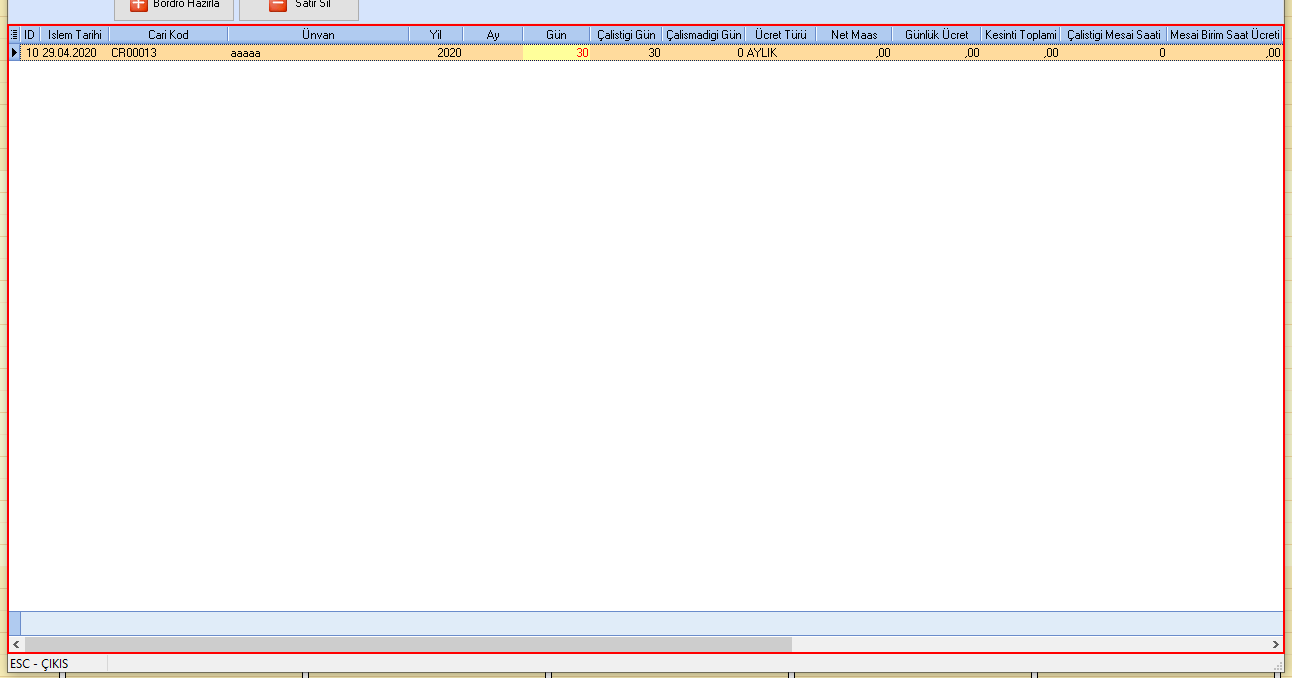 Bordro Hazırla Satır Sil
ID Islem Tarihi Cari Kod Ünvan Yil Ay Gün Çalistigi Gün Çalismadigi Gün Ücret Türü Net Maas Günlük Ücret Kesinti Toplami Çalistigi Mesai Saati Mesai Birim Saat Ücreti
10 29.04.2020 CR00013 aaaaa 2020 30 30 0 AYLIK ,00 ,00 ,00 0 ,00
ESC - ÇIKIS